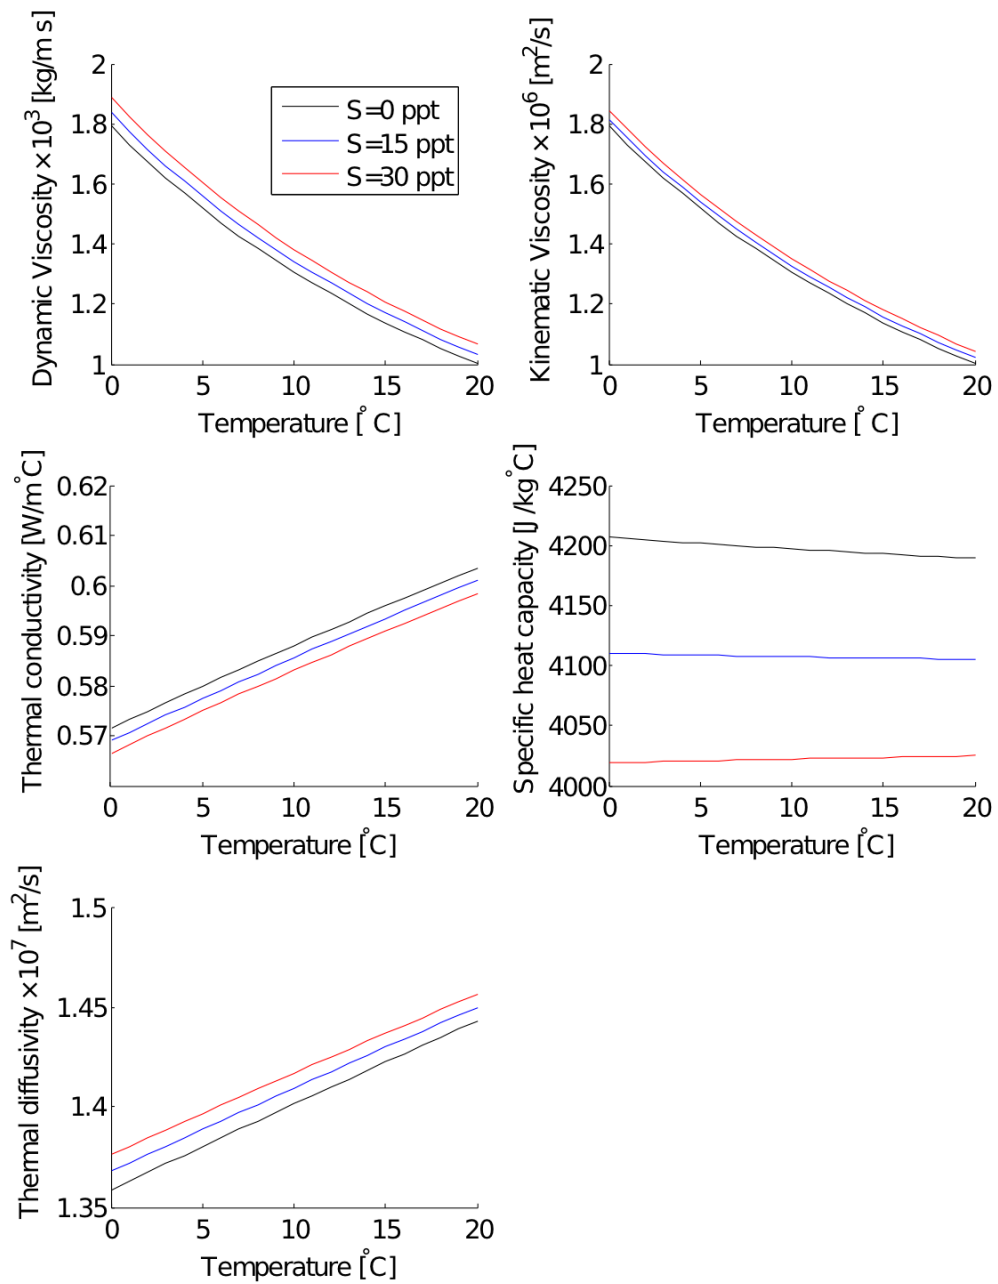 Dynamic Viscosity × 10³ [kg/m s]
2
1.8
1.6
1.4
1.2
1
0 5 10 15 20
Temperature [˚ C]
S=0 ppt
S=15 ppt
S=30 ppt
Kinematic Viscosity × 10⁶ [m²/s]
2
1.8
1.6
1.4
1.2
1
0 5 10 15 20
Temperature [˚ C]
Thermal conductivity [W/m˚C]
0.62
0.61
0.6
0.59
0.58
0.57
0 5 10 15 20
Temperature [˚C]
Specific heat capacity [J/kg˚C]
4250
4200
4150
4100
4050
4000
0 5 10 15 20
Temperature [˚C]
Thermal diffusivity × 10⁷ [m²/s]
1.5
1.45
1.4
1.35
0 5 10 15 20
Temperature [˚C]